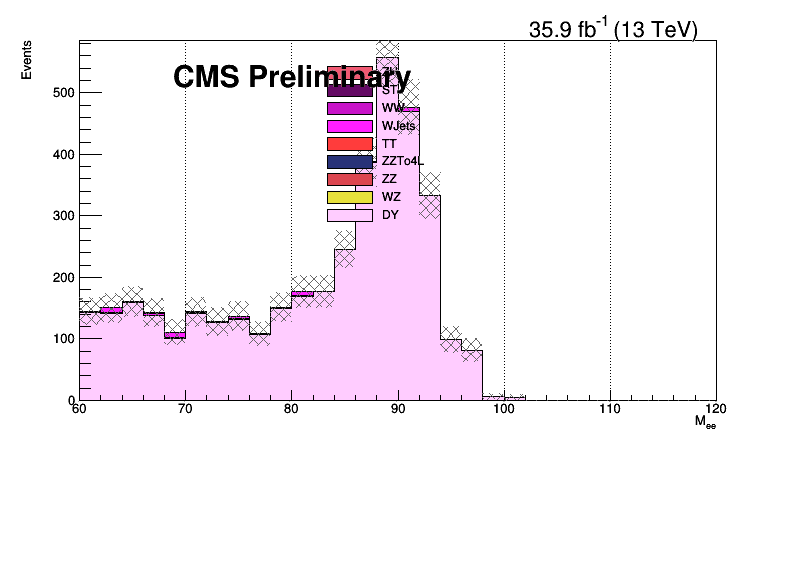 35.9 fb⁻¹ (13 TeV)
Events
CMS Preliminary
ST
WW
WJets
TT
ZZTo4L
ZZ
WZ
DY
500
400
300
200
100
0
60 70 80 90 100 110 120
M_ee